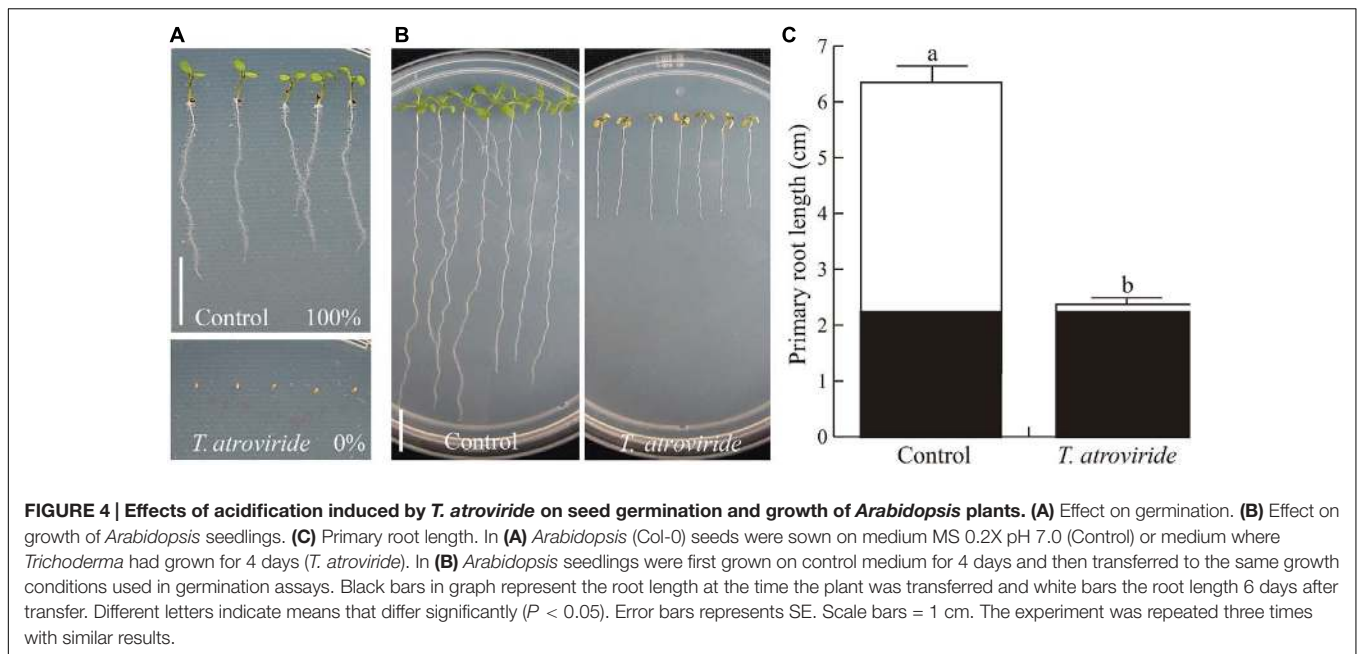 A
B
C
Control 100%
T. atroviride 0%
Control
T. atroviride
Primary root length (cm)
7
6
5
4
3
2
1
0
a
b
Control
T. atroviride
FIGURE 4 | Effects of acidification induced by T. atroviride on seed germination and growth of Arabidopsis plants. (A) Effect on germination. (B) Effect on
growth of Arabidopsis seedlings. (C) Primary root length. In (A) Arabidopsis (Col-0) seeds were sown on medium MS 0.2X pH 7.0 (Control) or medium where
Trichoderma had grown for 4 days (T. atroviride). In (B) Arabidopsis seedlings were first grown on control medium for 4 days and then transferred to the same growth
conditions used in germination assays. Black bars in graph represent the root length at the time the plant was transferred and white bars the root length 6 days after
transfer. Different letters indicate means that differ significantly (P < 0.05). Error bars represents SE. Scale bars = 1 cm. The experiment was repeated three times
with similar results.